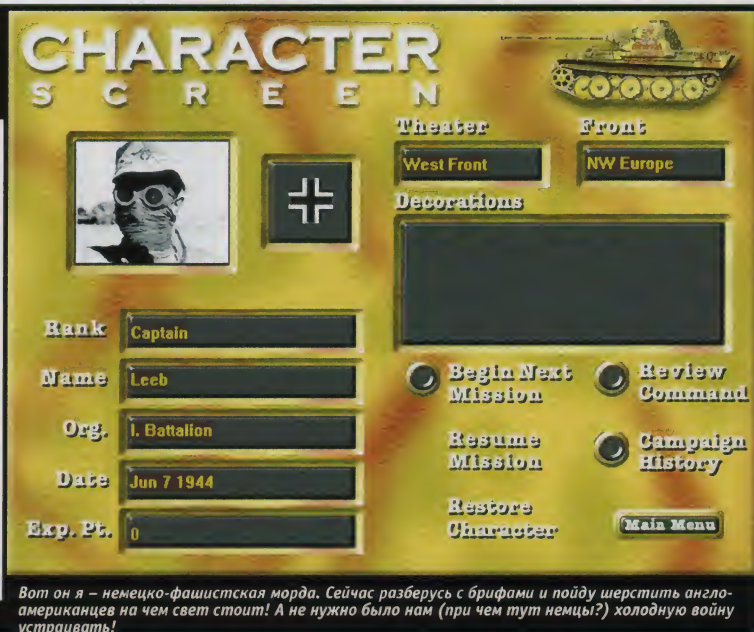 CHARACTER
SCREEN
Theater
Front
West Front
NW Europe
Decorations
Rank
Captain
Name
Leeb
Org.
I. Battalion
Date
Jun 7 1944
Exp. Pt.
0
Begin Next
Mission
Review
Command
Resume
Mission
Campaign
History
Restore
Character
Main Menu
Вот он я – немецко-фашистская морда. Сейчас разберусь с брифами и пойду шерстить англо-
американцев на чем свет стоит! А не нужно было нам (при чем тут немцы?) холодную войну
устраивать!